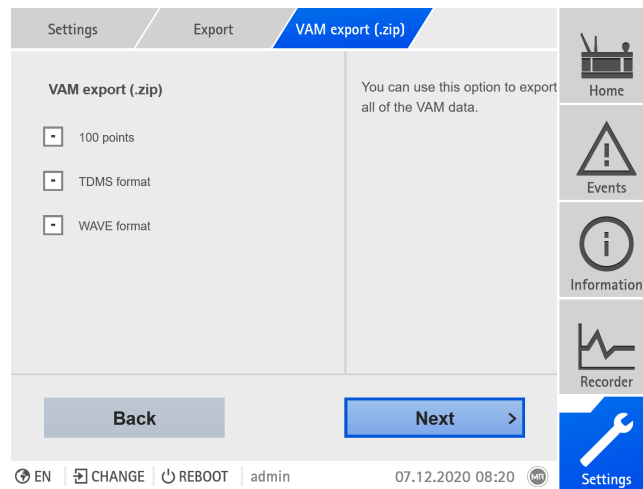 Settings
Export
VAM export (.zip)
VAM export (.zip)
100 points
TDMS format
WAVE format
You can use this option to export
all of the VAM data.
Back
Next
EN
CHANGE
REBOOT
admin
07.12.2020 08:20
MR
Home
Events
Information
Recorder
Settings